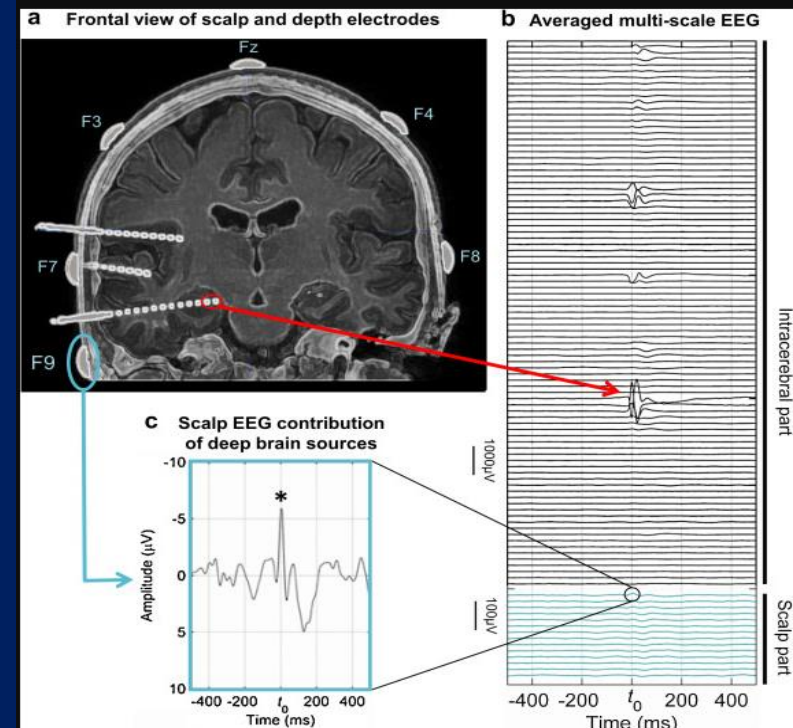 a Frontal view of scalp and depth electrodes
Fz
F3
F4
F7
F8
F9
b Averaged multi-scale EEG
Intracerebral part
1000µV
Scalp part
100µV
-400 -200 t0 200 400
Time (ms)
c Scalp EEG contribution
of deep brain sources
-10
-5
0
5
10
Amplitude (µV)
*
-400 -200 t0 200 400
Time (ms)